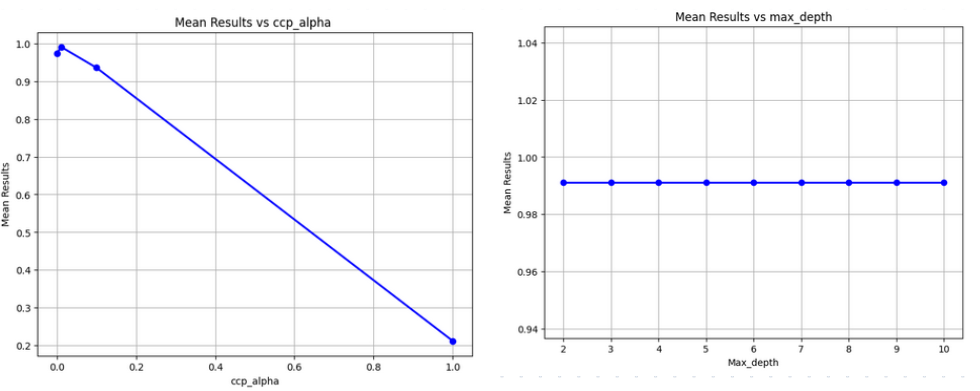 Mean Results vs ccp_alpha
Mean Results
1.0
0.9
0.8
0.7
0.6
0.5
0.4
0.3
0.2
0.0 0.2 0.4 0.6 0.8 1.0
ccp_alpha
Mean Results vs max_depth
Mean Results
1.04
1.02
1.00
0.98
0.96
0.94
2 3 4 5 6 7 8 9 10
Max_depth